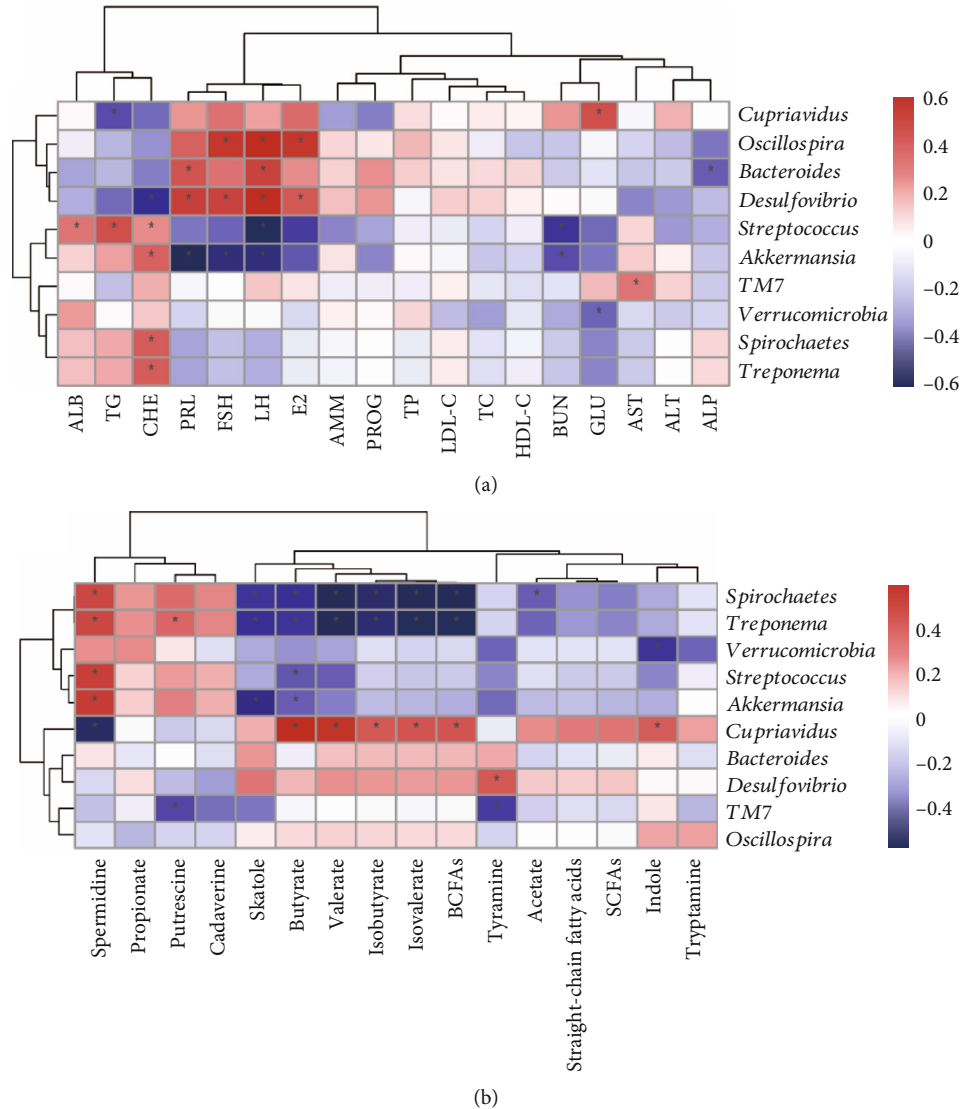 Cupriavidus
Oscillospira
Bacteroides
Desulfovibrio
Streptococcus
Akkermansia
TM7
Verrucomicrobia
Spirochaetes
Treponema
0.6
0.4
0.2
0
−0.2
−0.4
−0.6
ALB TG CHE PRL FSH LH E2 AMM PROG TP LDL-C TC HDL-C BUN GLU AST ALT ALP
(a)
Spirochaetes
Treponema
Verrucomicrobia
Streptococcus
Akkermansia
Cupriavidus
Bacteroides
Desulfovibrio
TM7
Oscillospira
0.4
0.2
0
−0.2
−0.4
Spermidine
Propionate
Putrescine
Cadaverine
Skatole
Butyrate
Valerate
Isobutyrate
Isovalerate
BCFAs
Tyramine
Acetate
Straight-chain fatty acids
SCFAs
Indole
Tryptamine
(b)